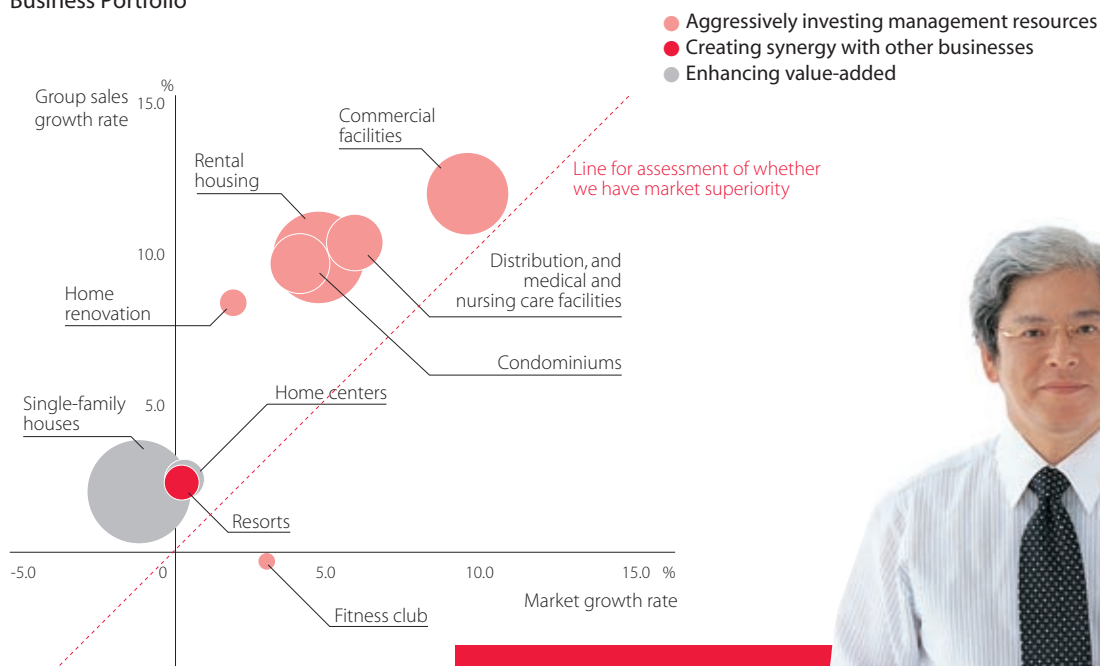 Business Portfolio
Aggressively investing management resources
Creating synergy with other businesses
Enhancing value-added
%
Group sales
growth rate
15.0
Commercial
facilities
Rental
housing
Line for assessment of whether
we have market superiority
10.0
Distribution, and
medical and
nursing care facilities
Home
renovation
Condominiums
Home centers
Single-family
houses
5.0
Resorts
-5.0
0
5.0
10.0
15.0
%
Market growth rate
Fitness club